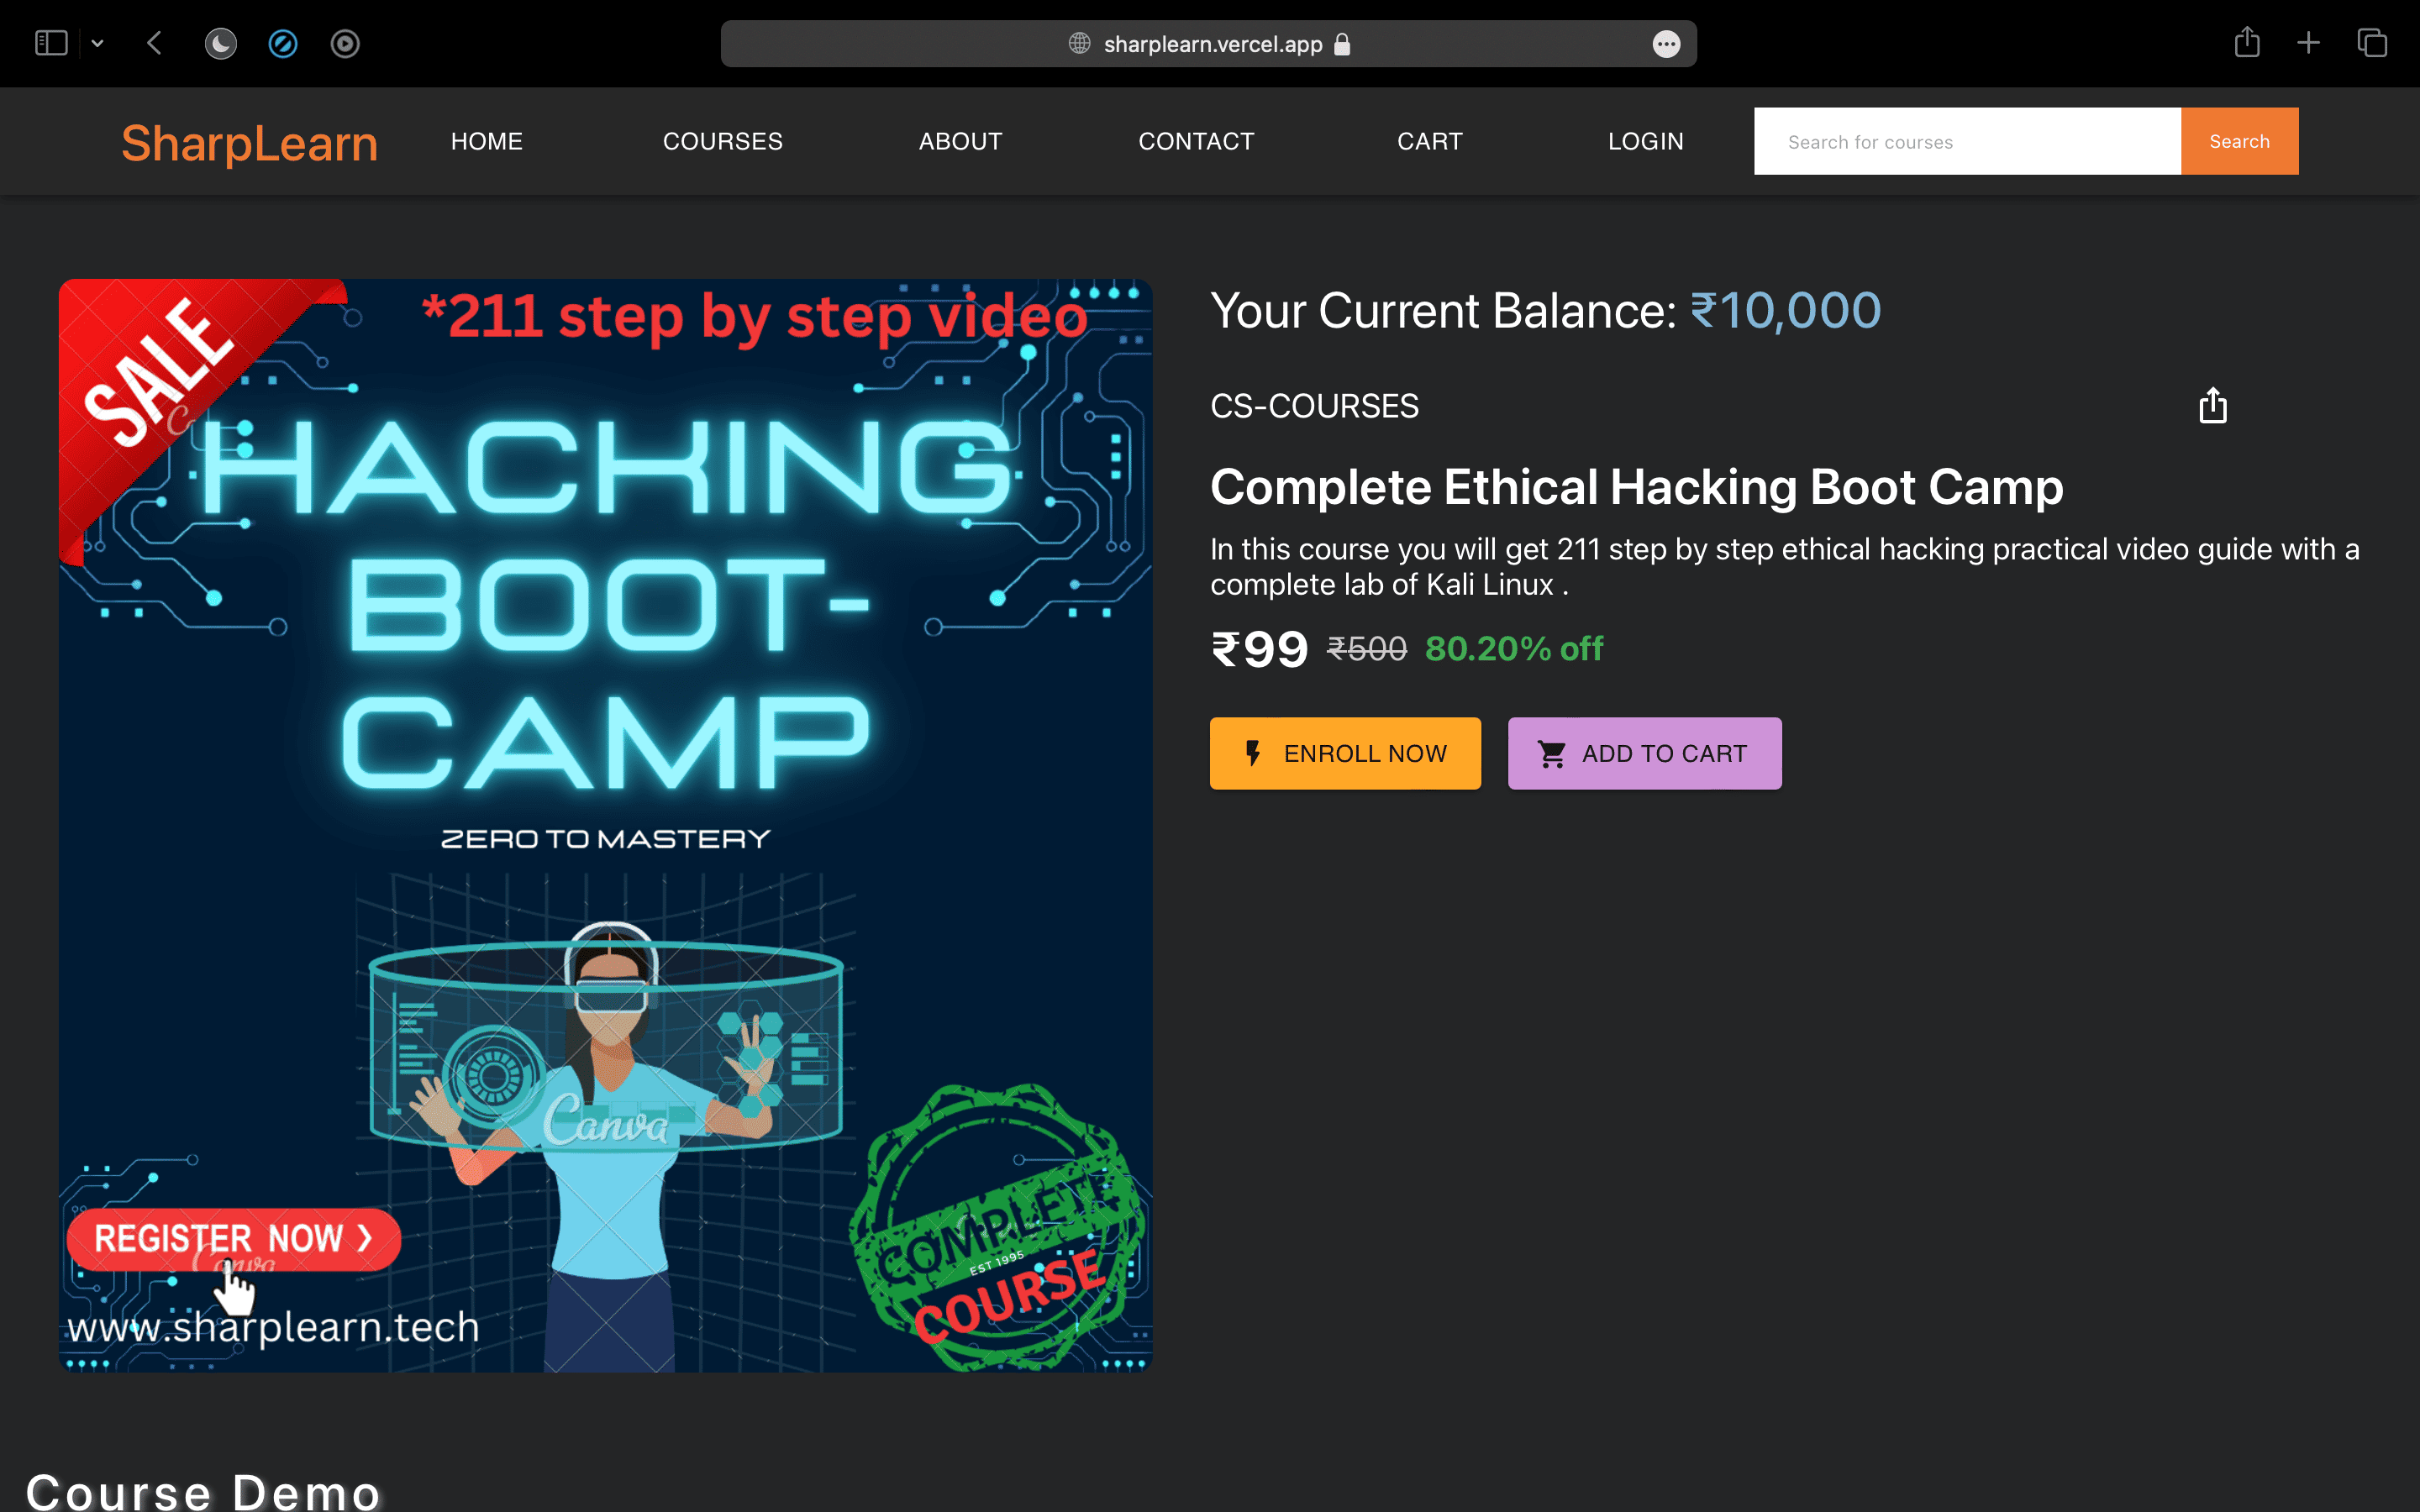 sharplearn.vercel.app
SharpLearn HOME COURSES ABOUT CONTACT CART LOGIN Search for courses Search
SALE
*211 step by step video
HACKING
BOOT-
CAMP
ZERO TO MASTERY
Canva
COMPLETE
EST 1995
COURSE
REGISTER NOW
Canva
www.sharplearn.tech
Your Current Balance: ₹10,000
CS-COURSES
Complete Ethical Hacking Boot Camp
In this course you will get 211 step by step ethical hacking practical video guide with a
complete lab of Kali Linux .
₹99 ₹500 80.20% off
ENROLL NOW ADD TO CART
Course Demo